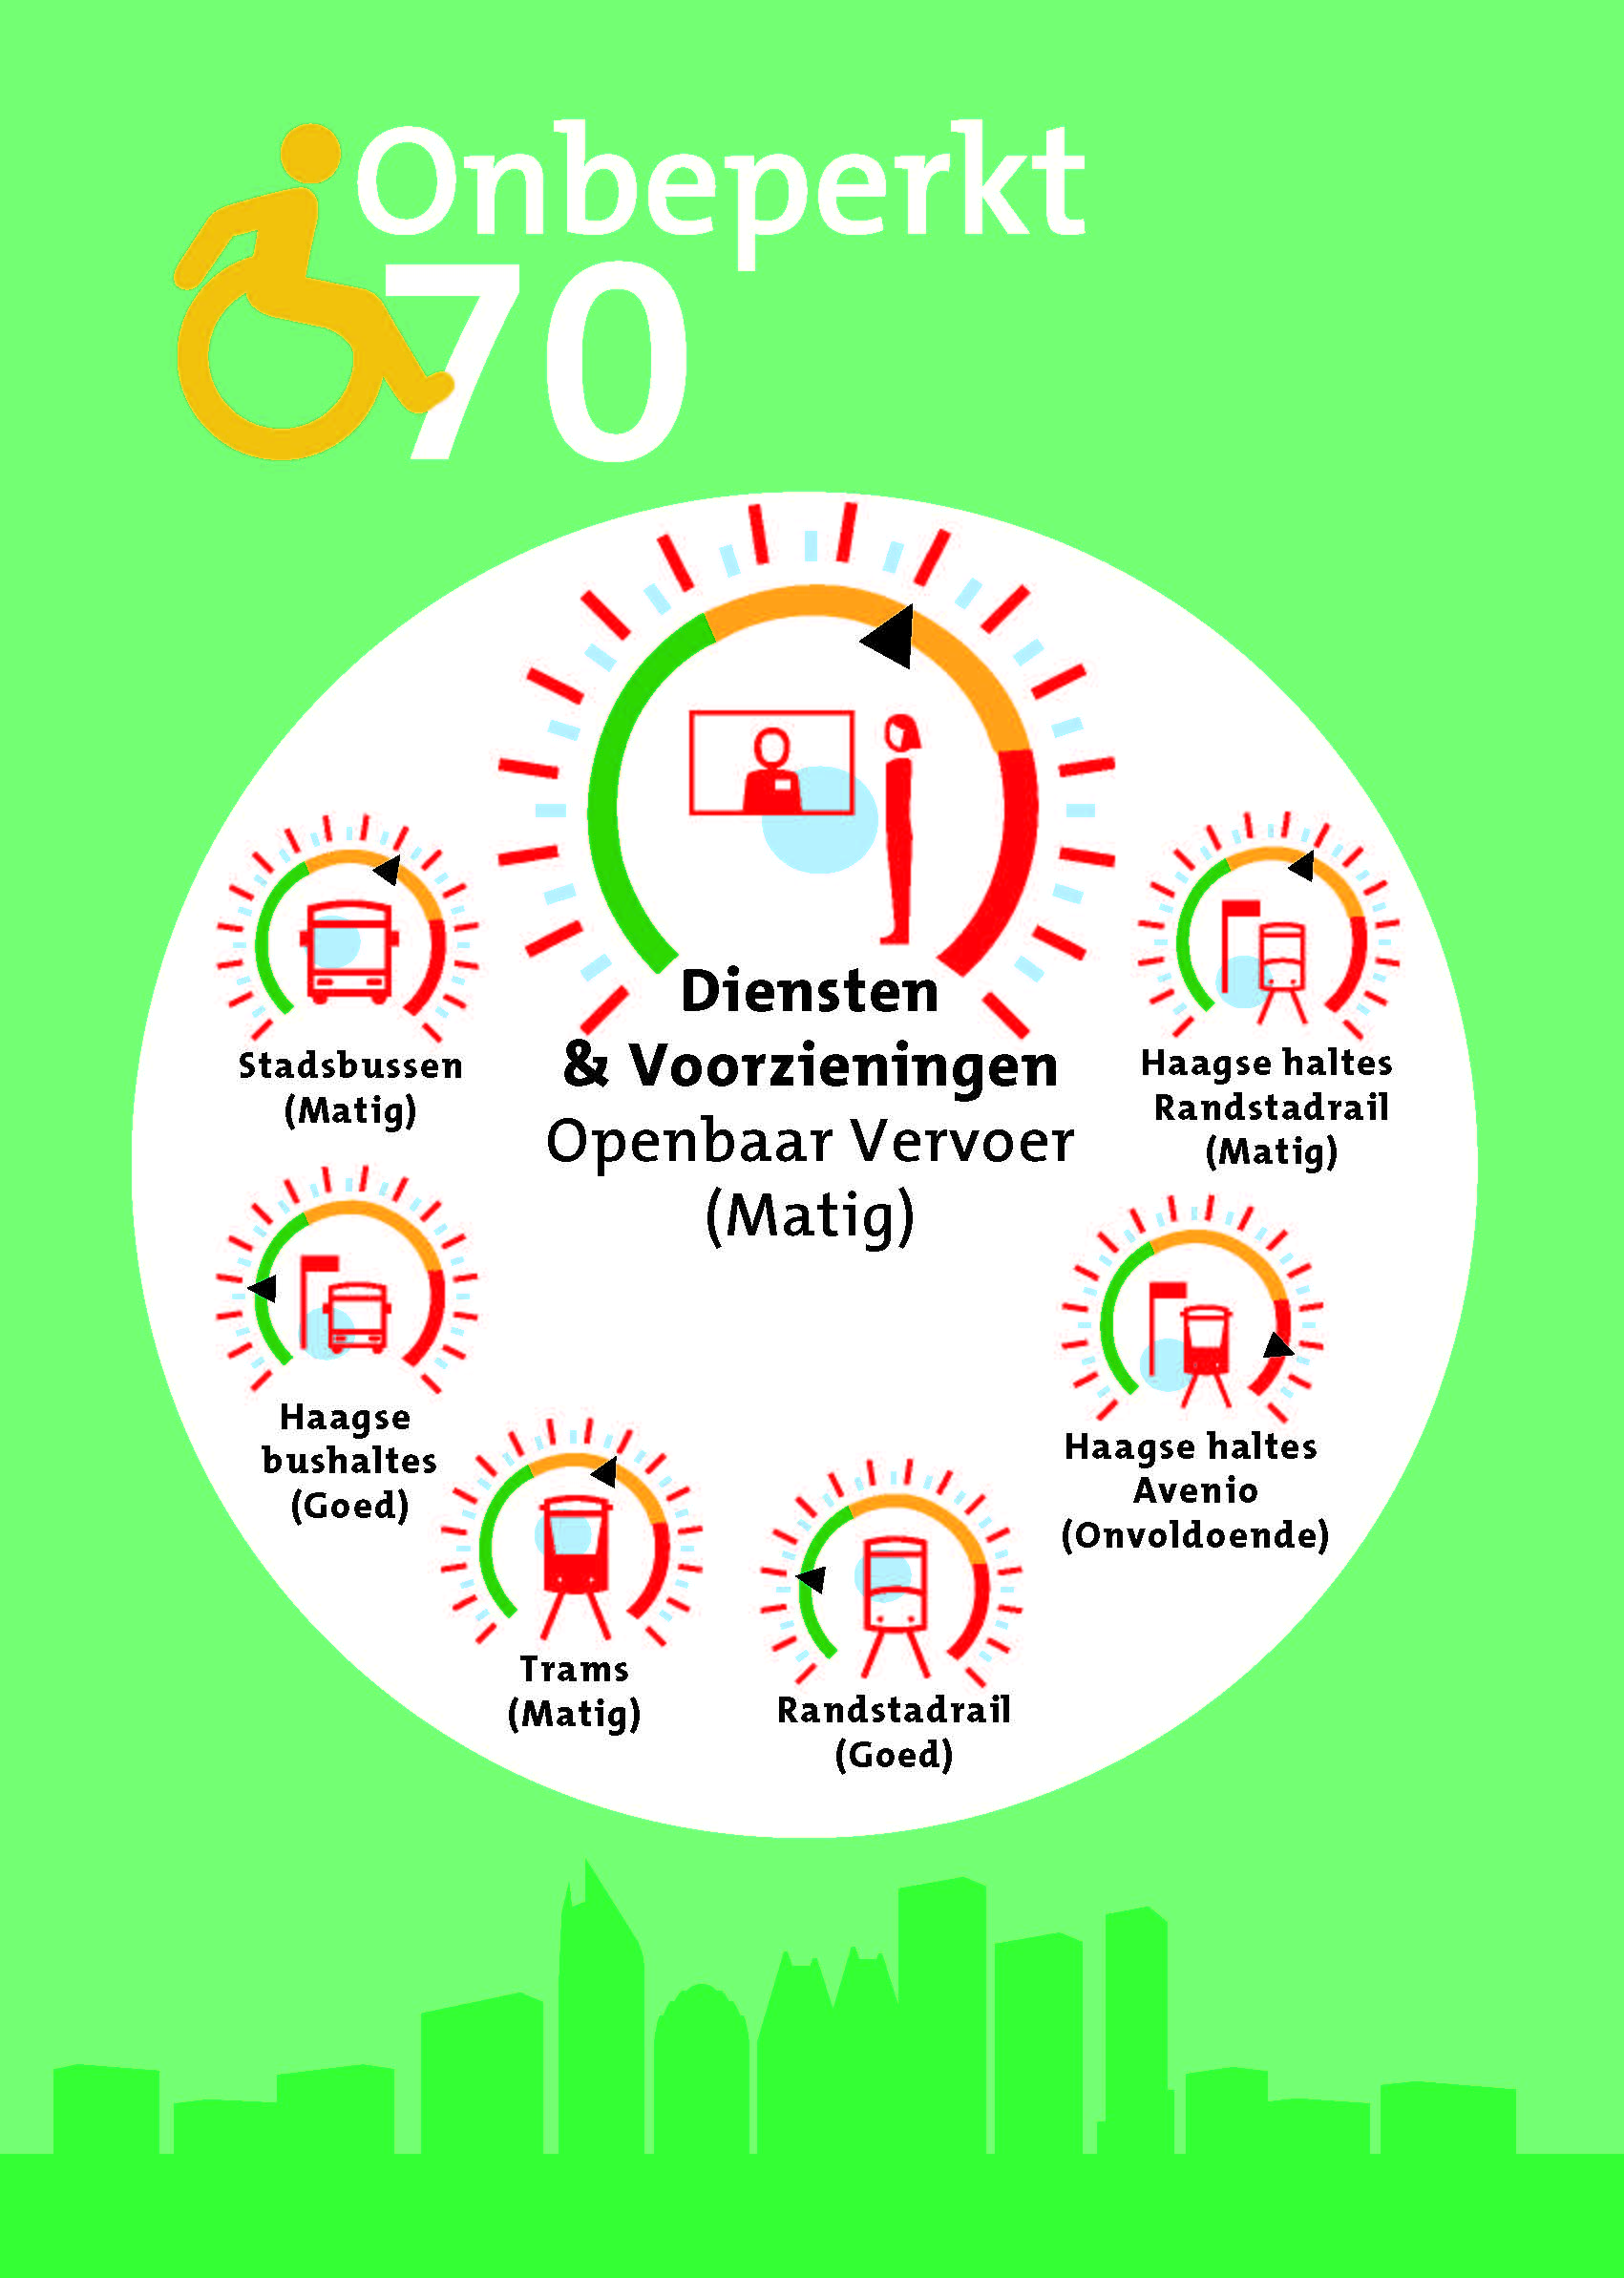 Onbeperkt
70
Diensten
& Voorzieningen
Openbaar Vervoer
(Matig)
Stadsbussen
(Matig)
Haagse
bushaltes
(Goed)
Trams
(Matig)
Randstadrail
(Goed)
Haagse haltes
Avenio
(Onvoldoende)
Haagse haltes
Randstadrail
(Matig)